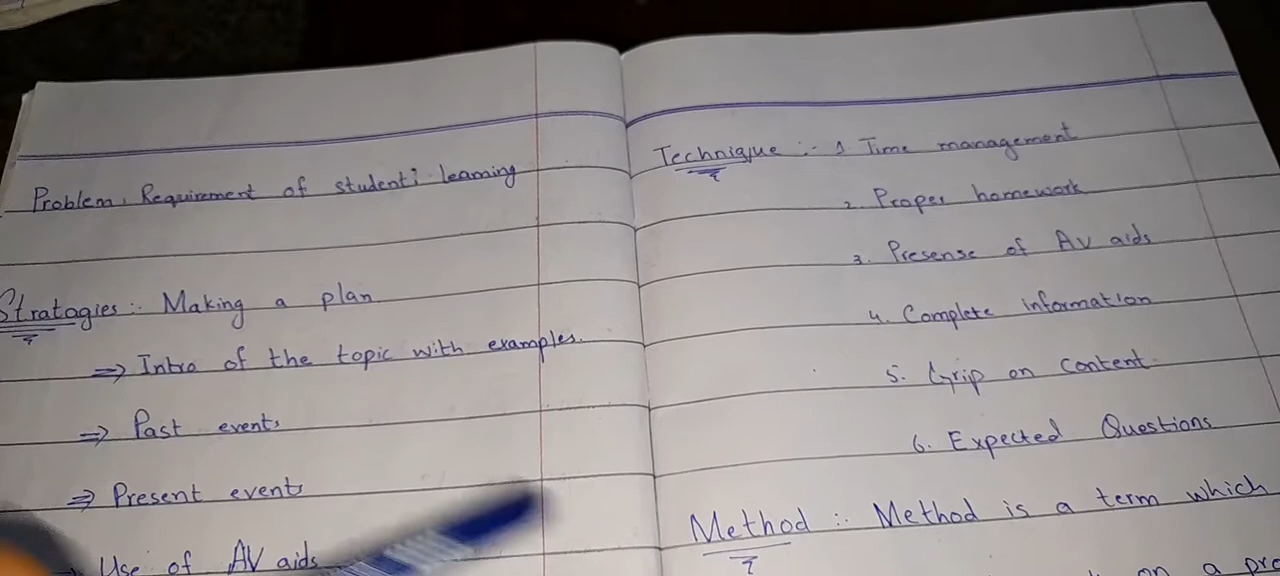 Problem, Requirement of student; learning
Stratagies :- Making a plan
⇒ Intro of the topic with examples.
⇒ Past events
⇒ Present events
Use of AV aids
Technique :- 1 Time management
2. Proper homework
3. Presense of AV aids
4. Complete information
5. Grip on Content
6. Expected Questions
Method :- Method is a term which
on a